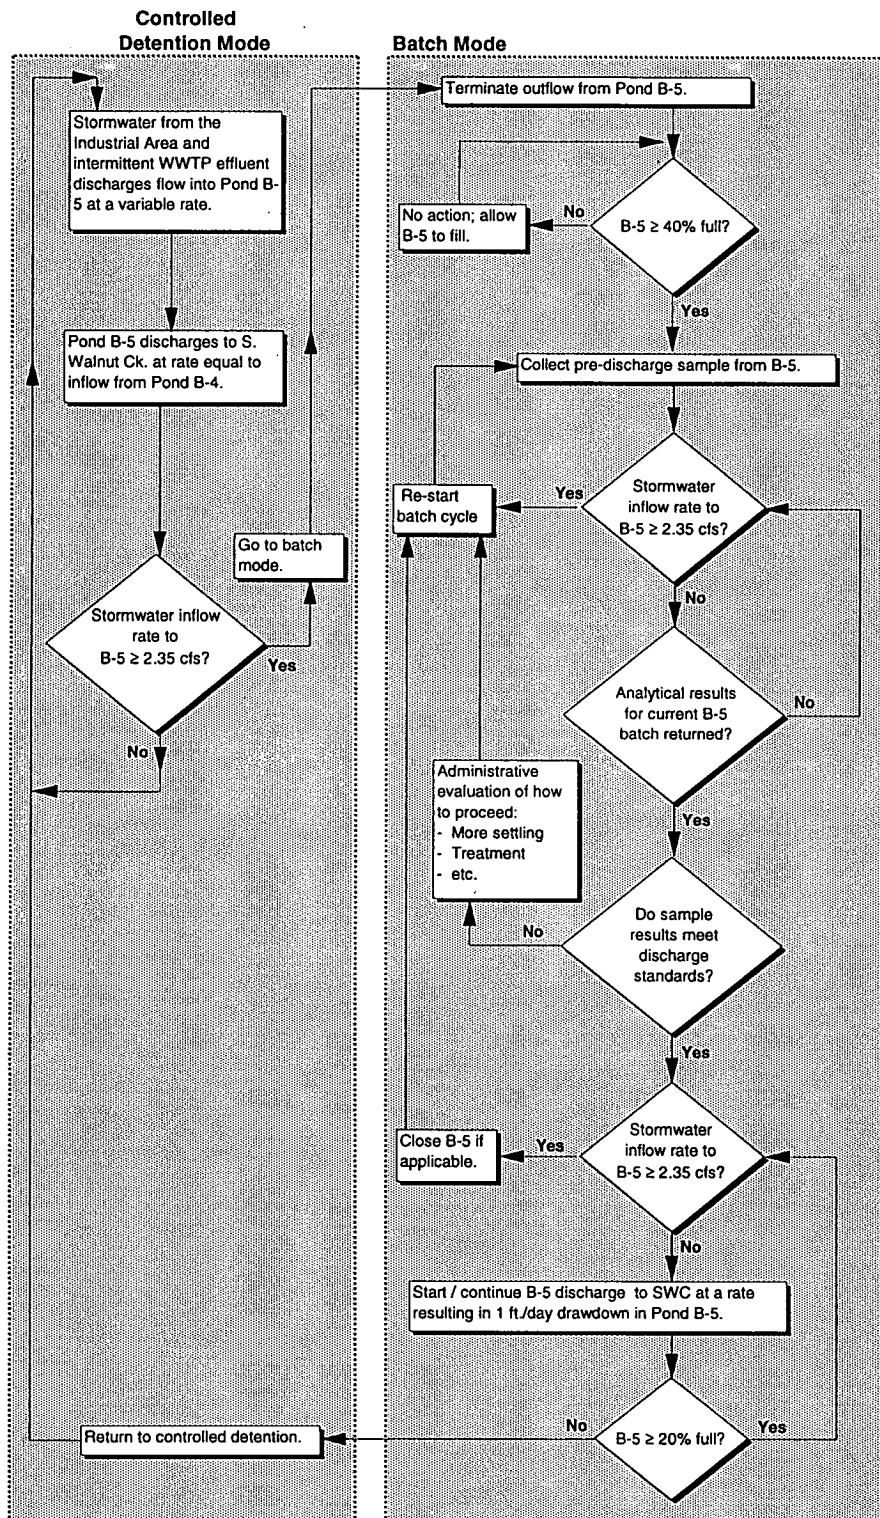 Controlled
Detention Mode
Stormwater from the
Industrial Area and
intermittent WWTP effluent
discharges flow into Pond B-
5 at a variable rate.
Pond B-5 discharges to S.
Walnut Ck. at rate equal to
inflow from Pond B-4.
Go to batch
mode.
Stormwater inflow
rate to
B-5 ≥ 2.35 cfs?
Yes
No
Return to controlled detention.
Batch Mode
Terminate outflow from Pond B-5.
No action; allow
B-5 to fill.
No
B-5 ≥ 40% full?
Yes
Collect pre-discharge sample from B-5.
Re-start
batch cycle
Yes
Stormwater
inflow rate to
B-5 ≥ 2.35 cfs?
No
Analytical results
for current B-5
batch returned?
No
Yes
Administrative
evaluation of how
to proceed:
- More settling
- Treatment
- etc.
No
Do sample
results meet
discharge
standards?
Yes
Close B-5 if
applicable.
Yes
Stormwater
inflow rate to
B-5 ≥ 2.35 cfs?
No
Start / continue B-5 discharge to SWC at a rate
resulting in 1 ft./day drawdown in Pond B-5.
No
B-5 ≥ 20% full?
Yes